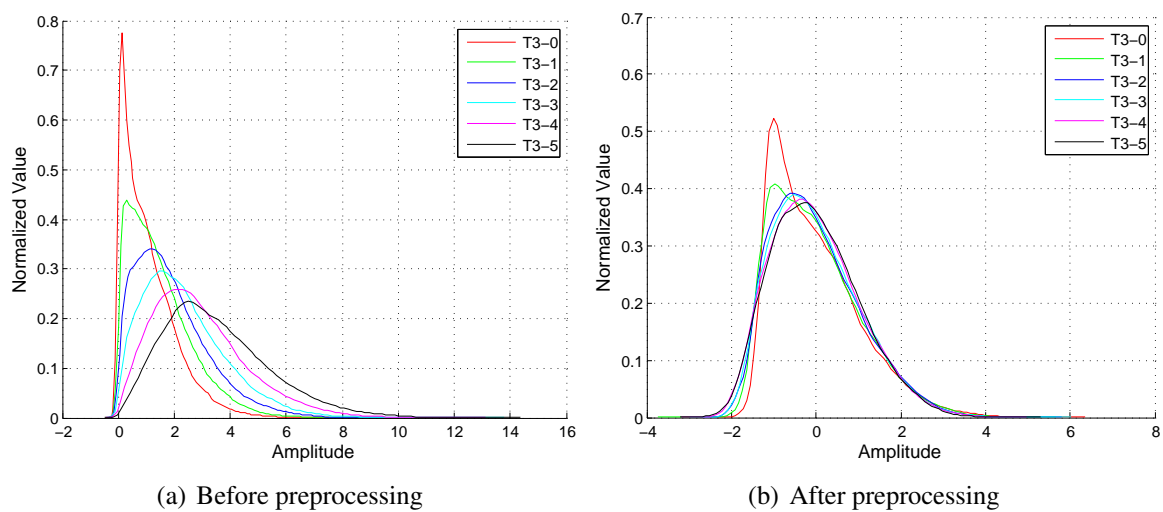 0.8
0.7
0.6
0.5
0.4
0.3
0.2
0.1
0
−2
0
2
4
6
8
10
12
14
16
Normalized Value
Amplitude
T3−0
T3−1
T3−2
T3−3
T3−4
T3−5
(a) Before preprocessing
0.7
0.6
0.5
0.4
0.3
0.2
0.1
0
−4
−2
0
2
4
6
8
Normalized Value
Amplitude
T3−0
T3−1
T3−2
T3−3
T3−4
T3−5
(b) After preprocessing